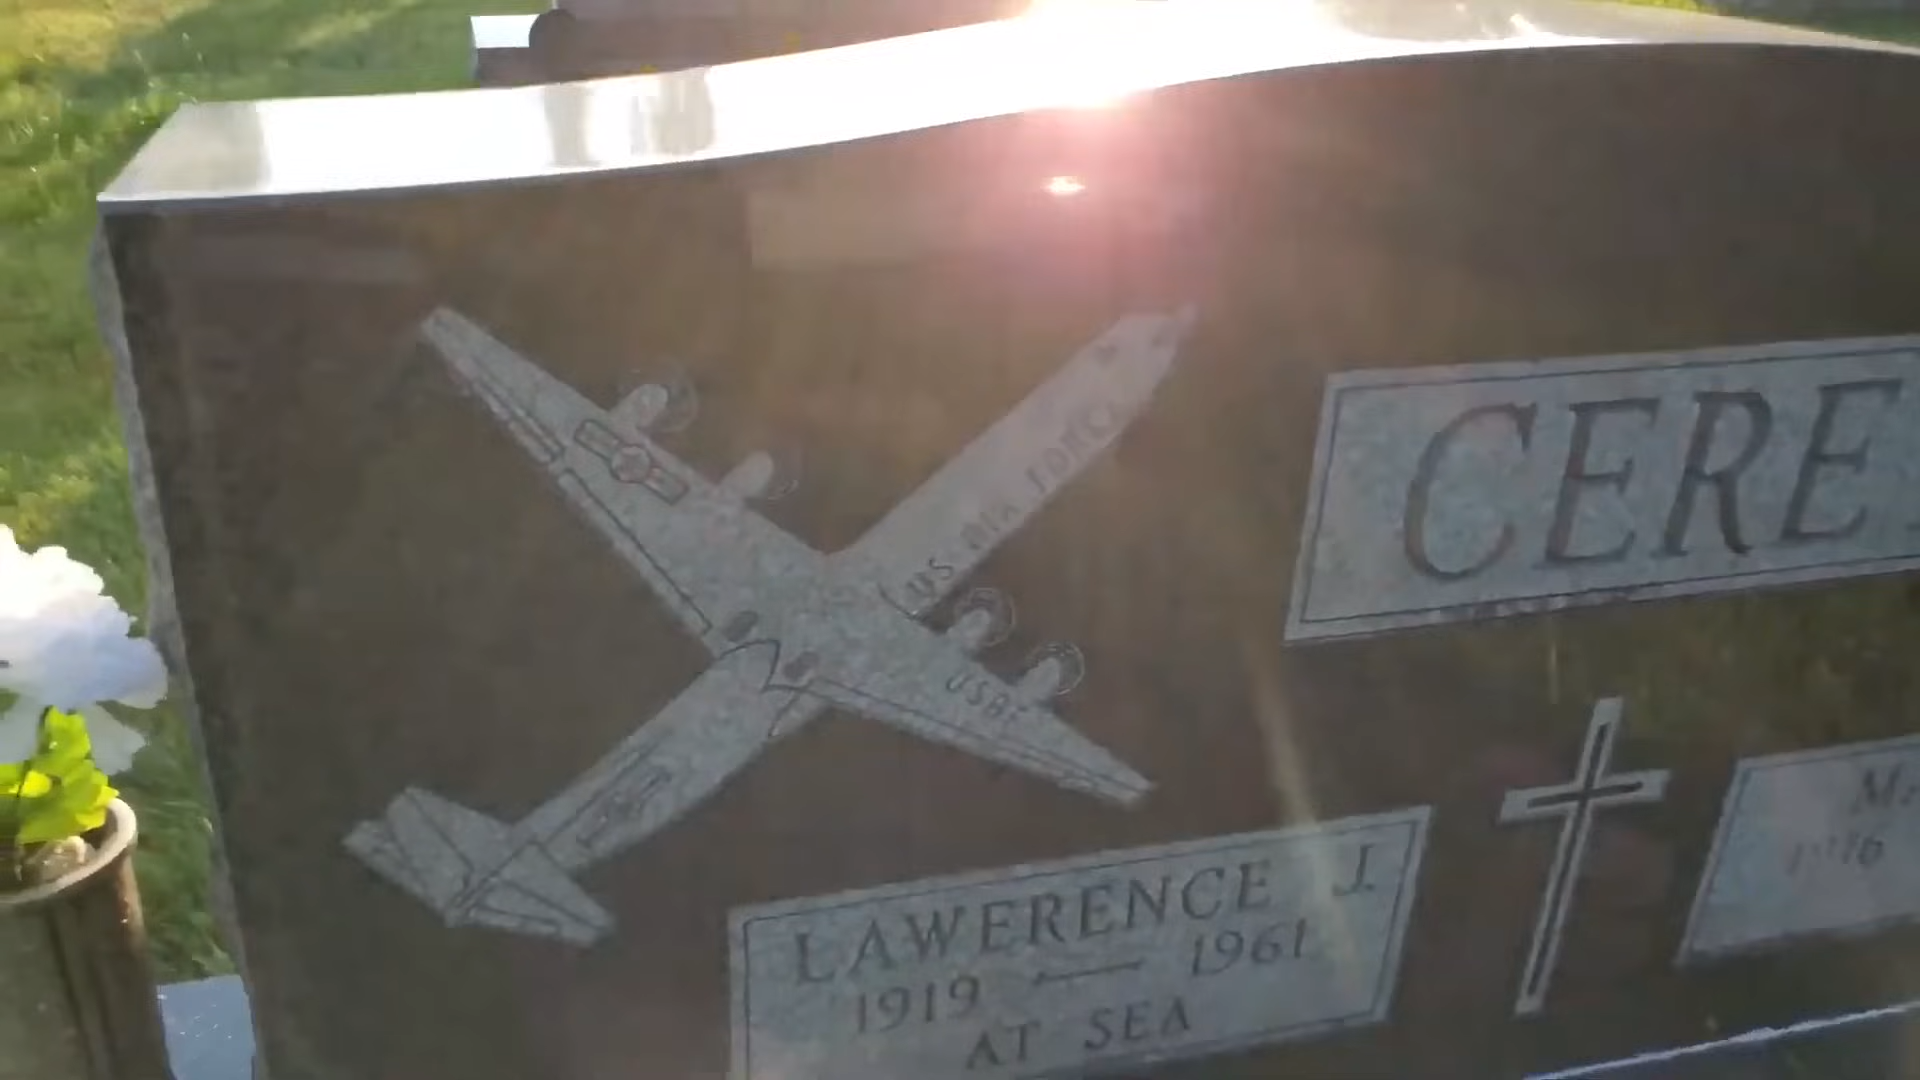 US AIR FORCE
CERE
USAF
LAWERENCE J.
1919 — 1961
AT SEA